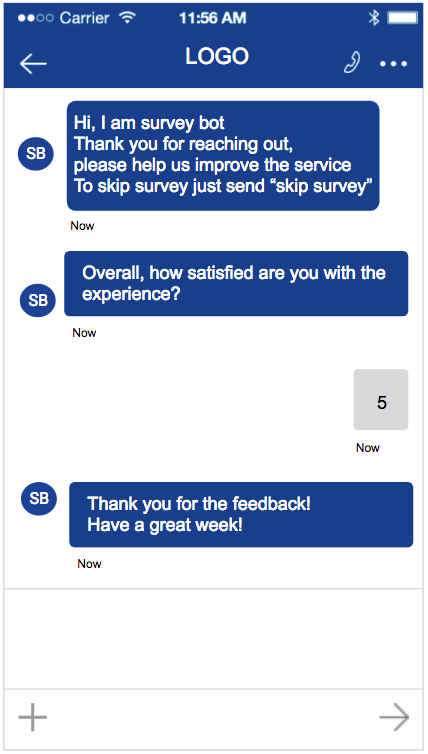 Carrier 11:56 AM
LOGO
SB
Hi, I am survey bot
Thank you for reaching out,
please help us improve the service
To skip survey just send “skip survey”
Now
SB
Overall, how satisfied are you with the
experience?
Now
5
Now
SB
Thank you for the feedback!
Have a great week!
Now